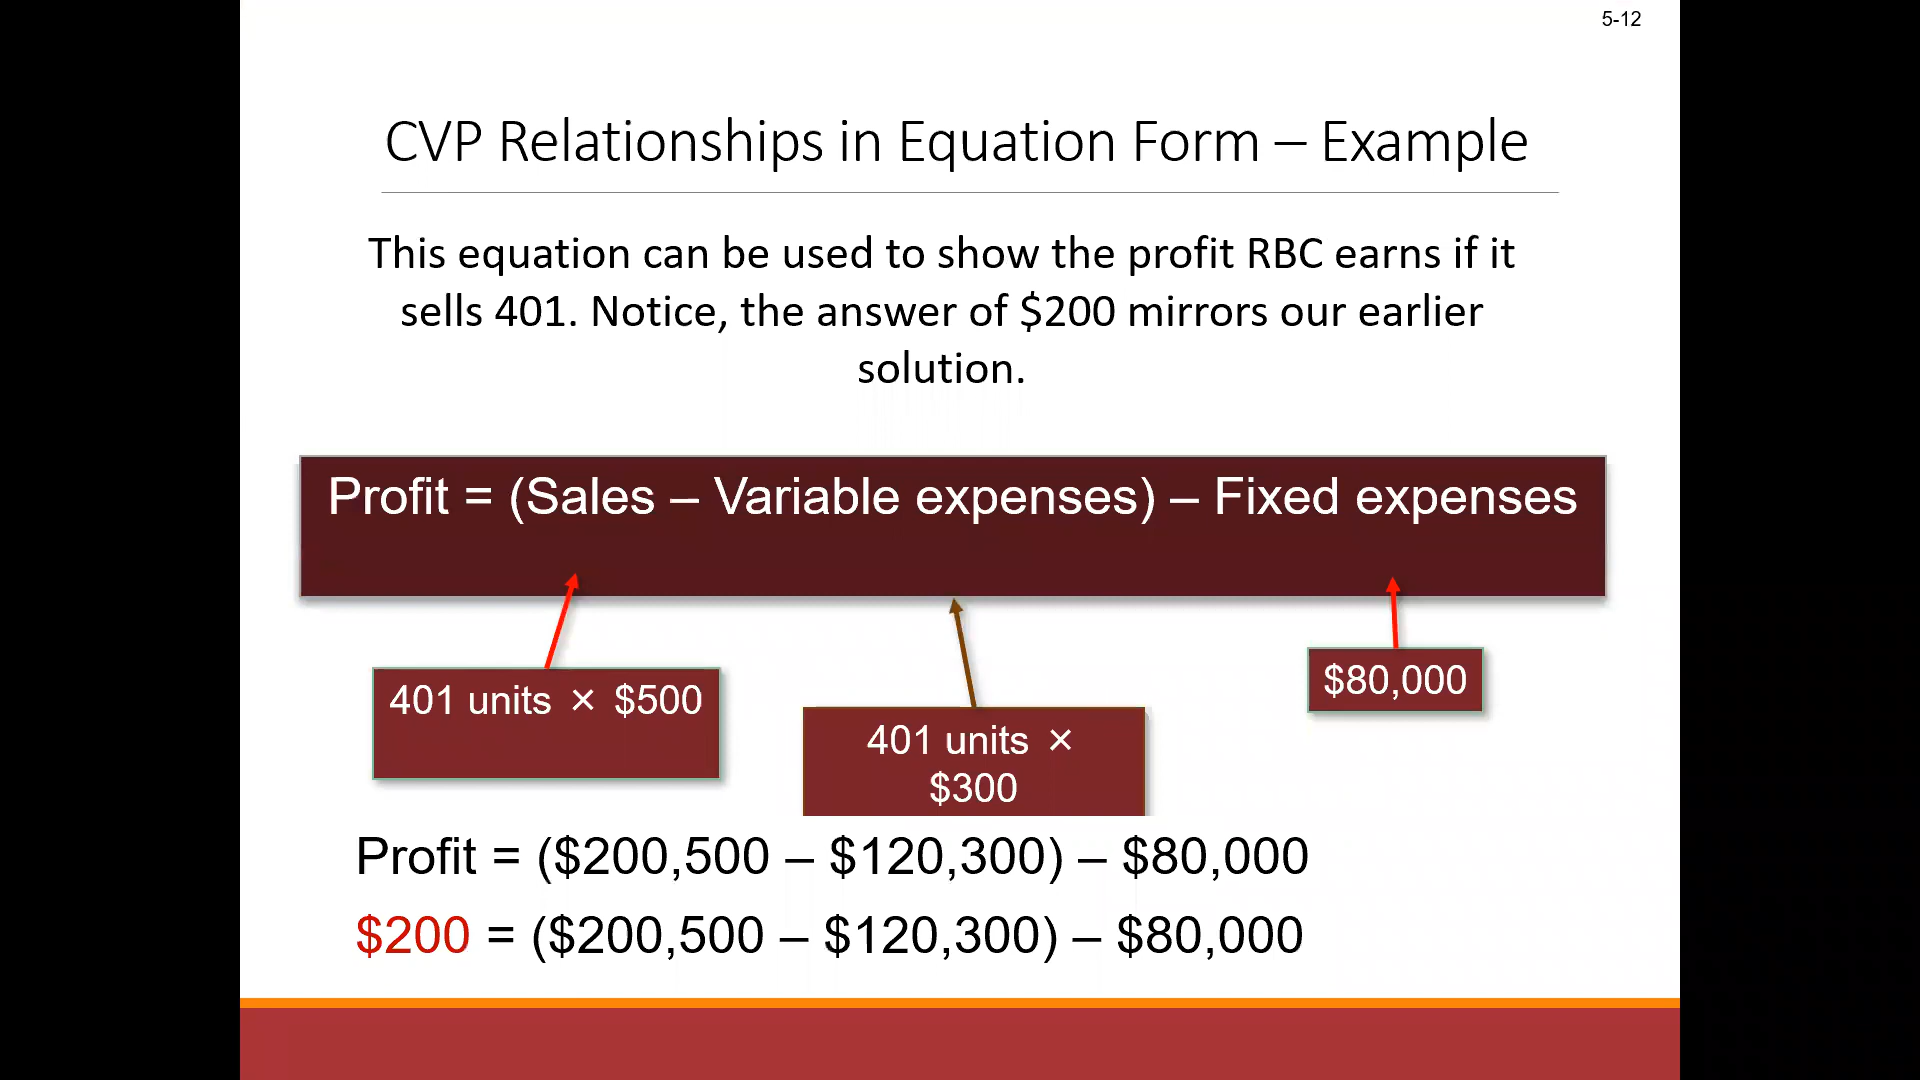 5-12
CVP Relationships in Equation Form – Example
This equation can be used to show the profit RBC earns if it
sells 401. Notice, the answer of $200 mirrors our earlier
solution.
Profit = (Sales – Variable expenses) – Fixed expenses
401 units × $500
401 units ×
$300
$80,000
Profit = ($200,500 – $120,300) – $80,000
$200 = ($200,500 – $120,300) – $80,000